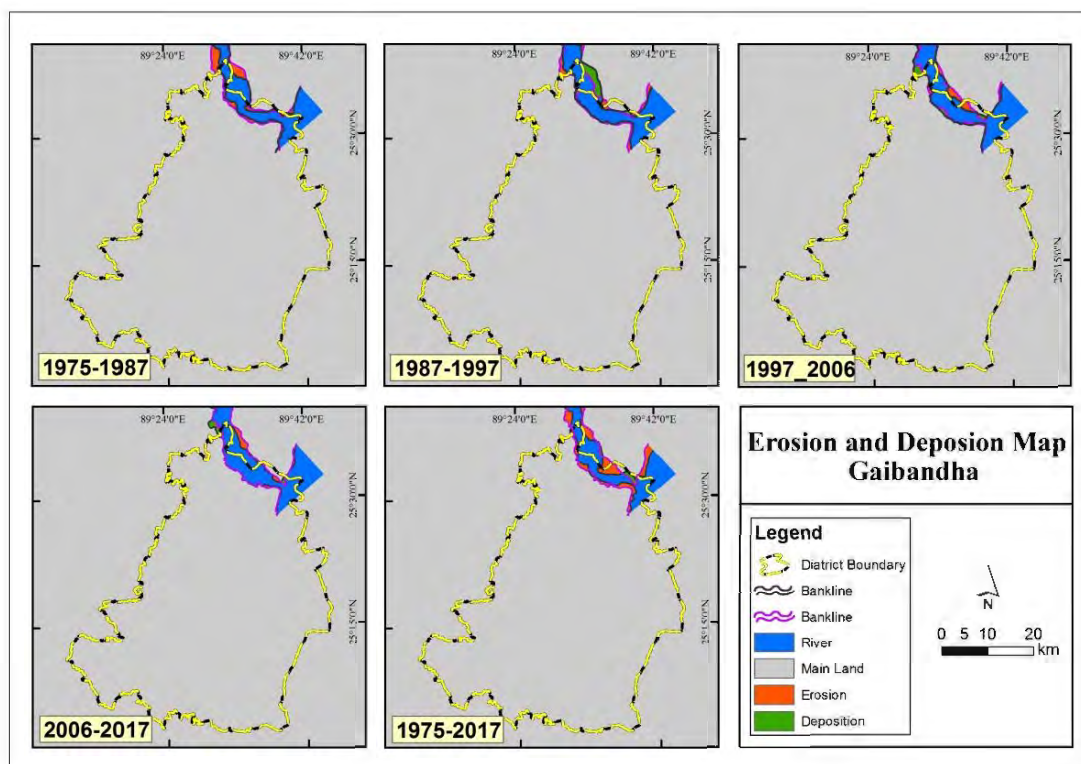 89°24'0"E
89°42'0"E
25°30'0"N
25°15'0"N
1975-1987
89°24'0"E
89°42'0"E
25°30'0"N
25°15'0"N
1987-1997
89°24'0"E
89°42'0"E
25°30'0"N
25°15'0"N
1997_2006
89°24'0"E
89°42'0"E
25°30'0"N
25°15'0"N
2006-2017
89°24'0"E
89°42'0"E
25°30'0"N
25°15'0"N
1975-2017
Erosion and Deposion Map
Gaibandha
Legend
District Boundary
Bankline
Bankline
River
Main Land
Erosion
Deposition
N
0 5 10 20
km